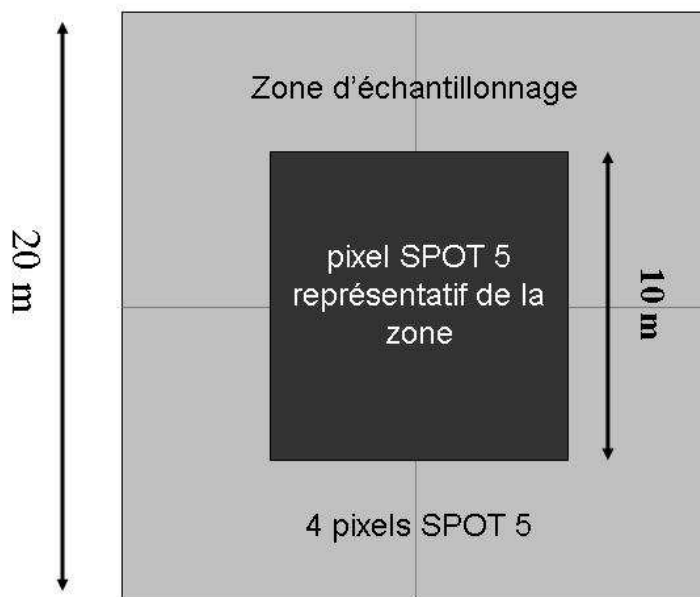 Zone d'échantillonnage
20 m
pixel SPOT 5
représentatif de la
zone
10 m
4 pixels SPOT 5